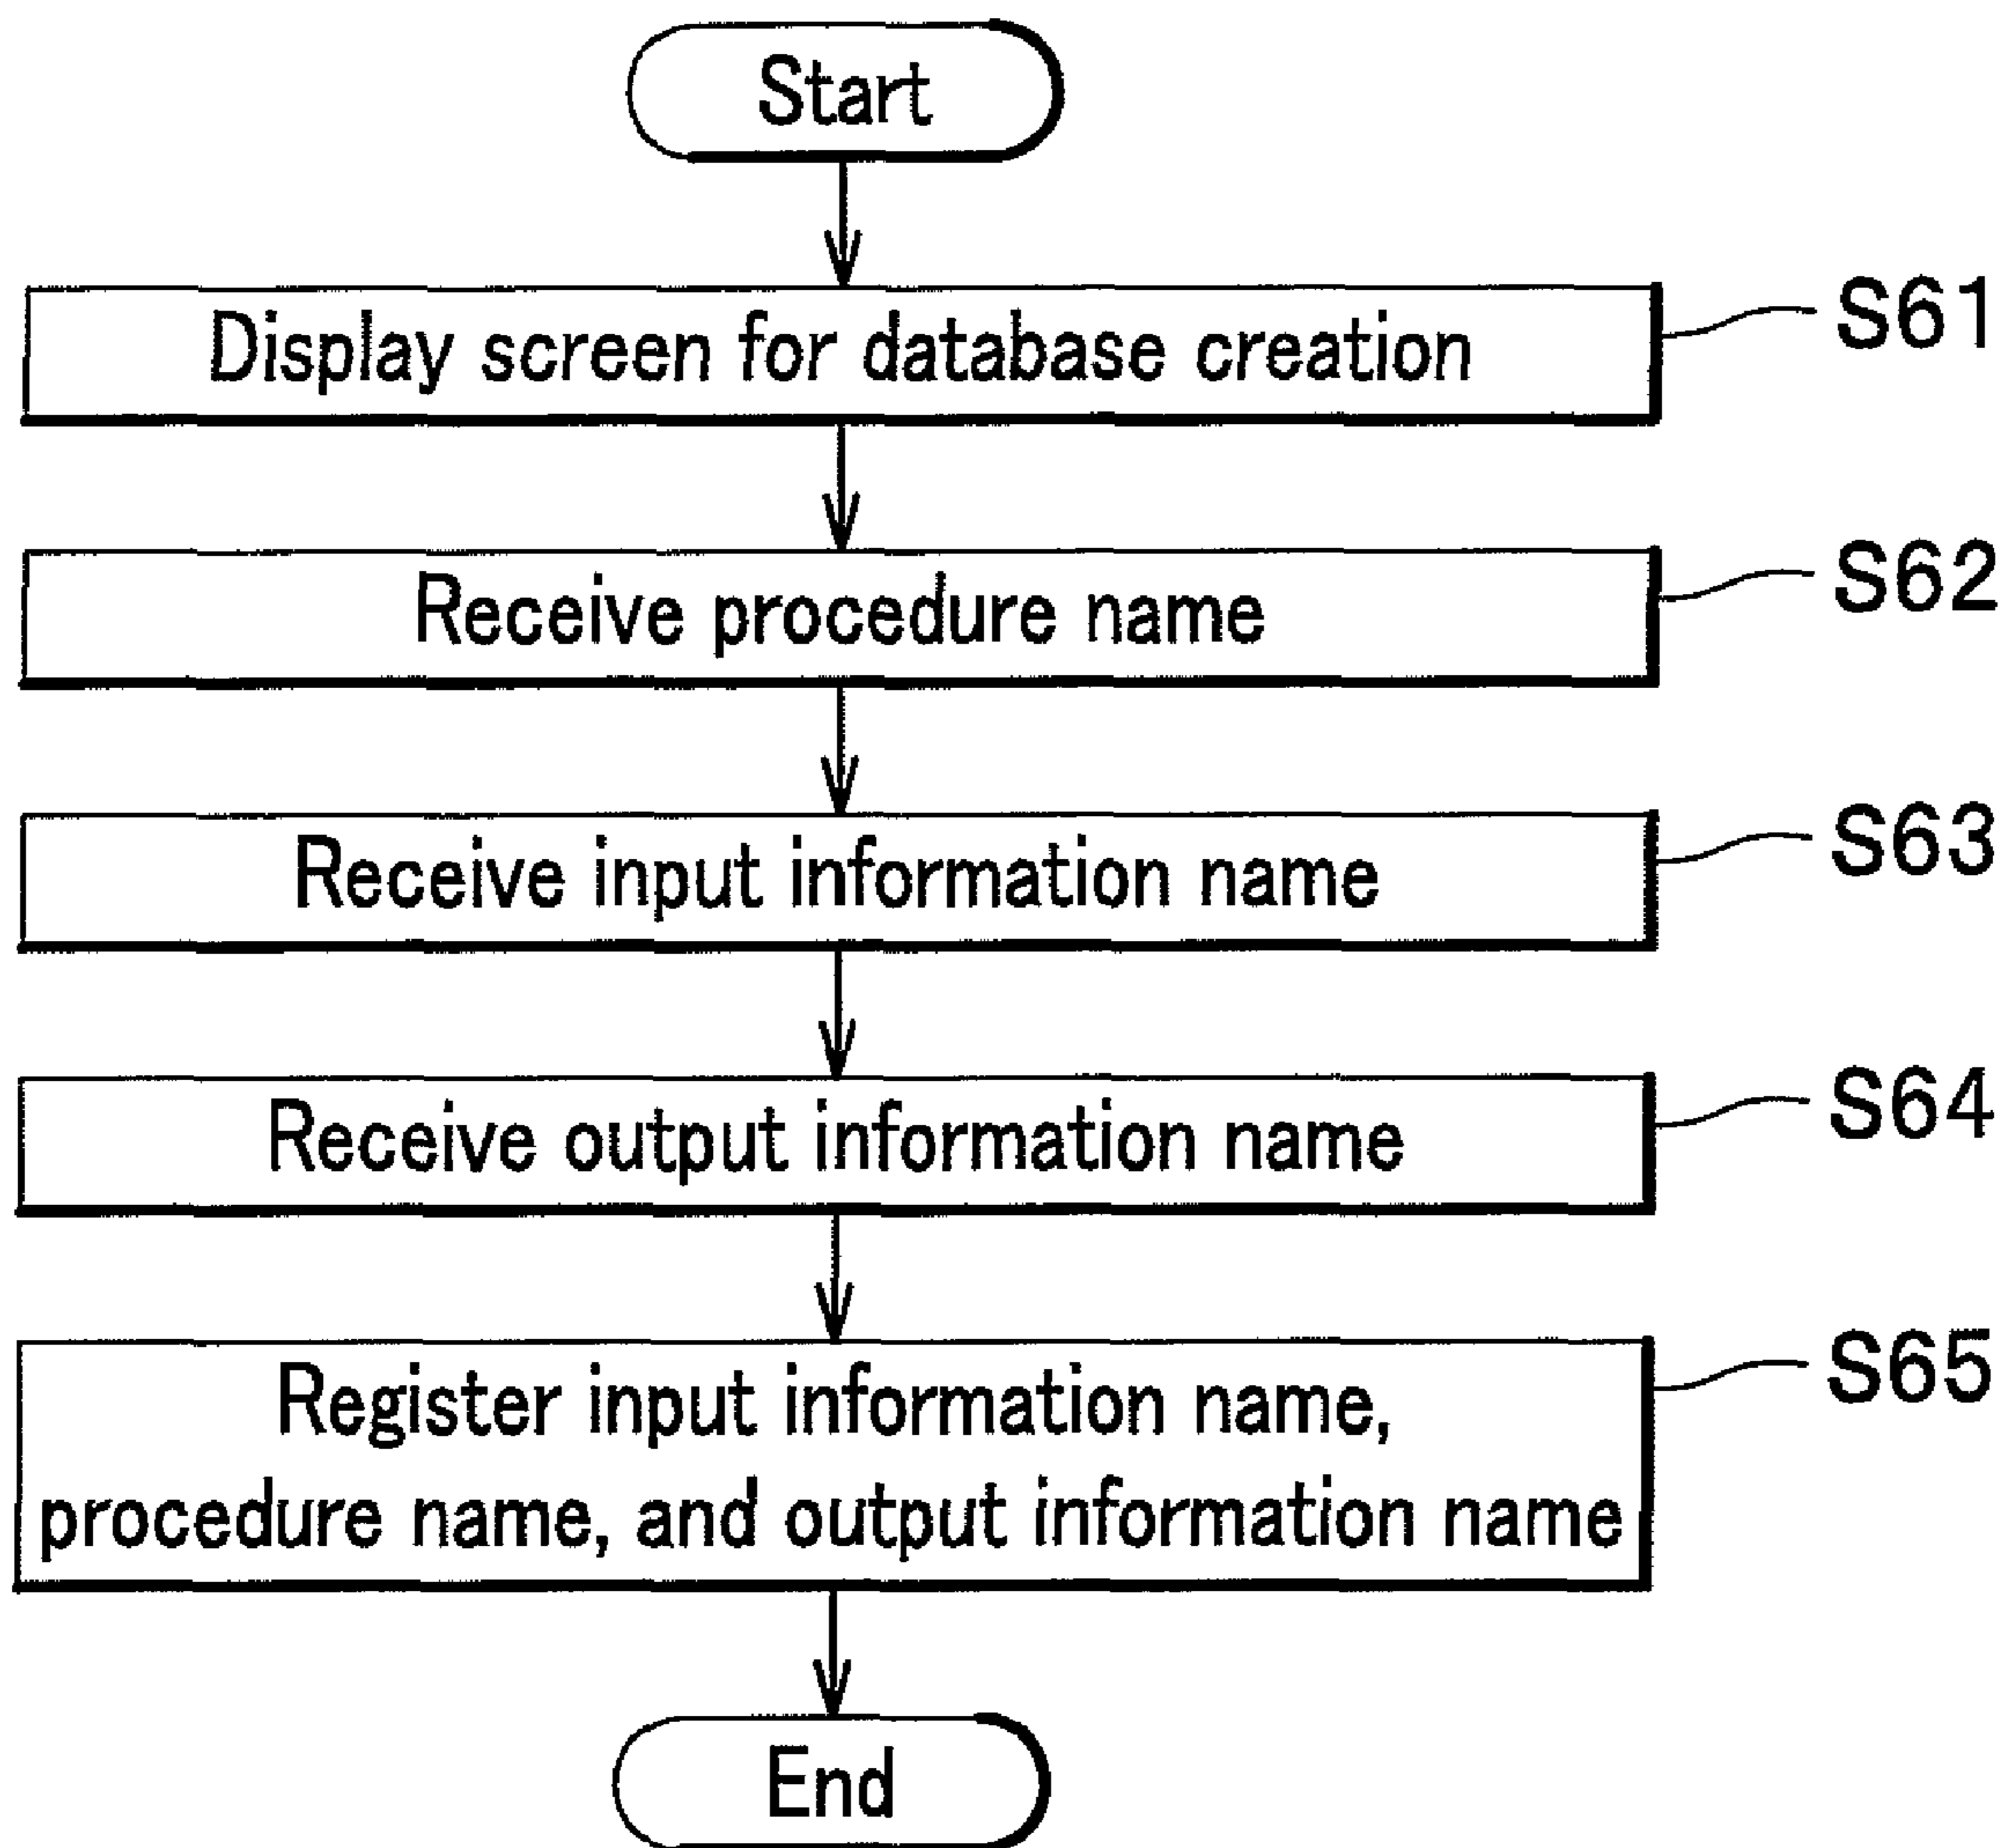 Start
Display screen for database creation
S61
Receive procedure name
S62
Receive input information name
S63
Receive output information name
S64
Register input information name,
procedure name, and output information name
S65
End